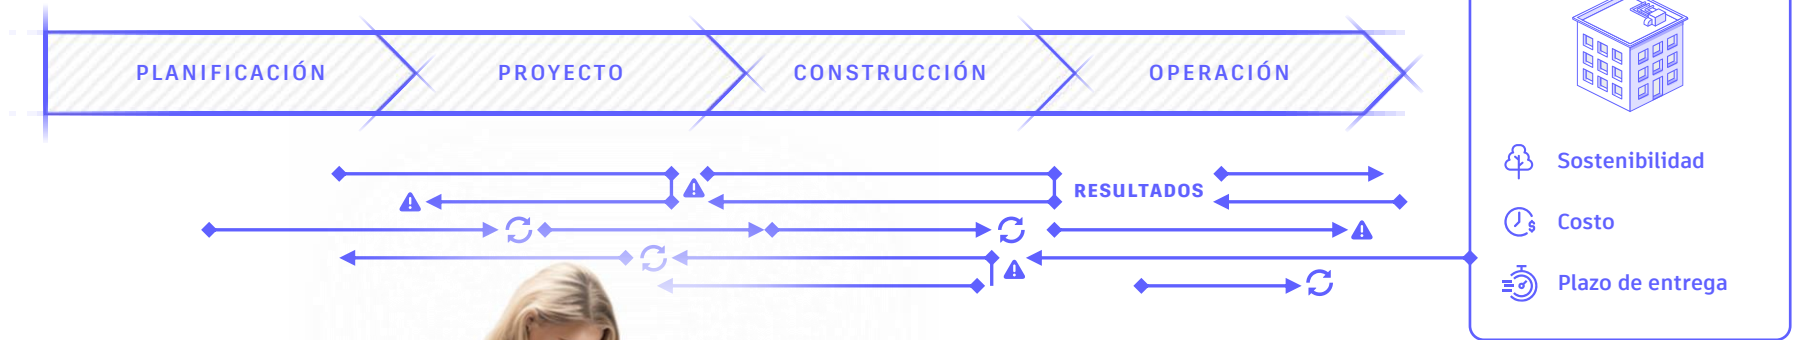 PLANIFICACIÓN
PROYECTO
CONSTRUCCIÓN
OPERACIÓN
RESULTADOS
Sostenibilidad
Costo
Plazo de entrega